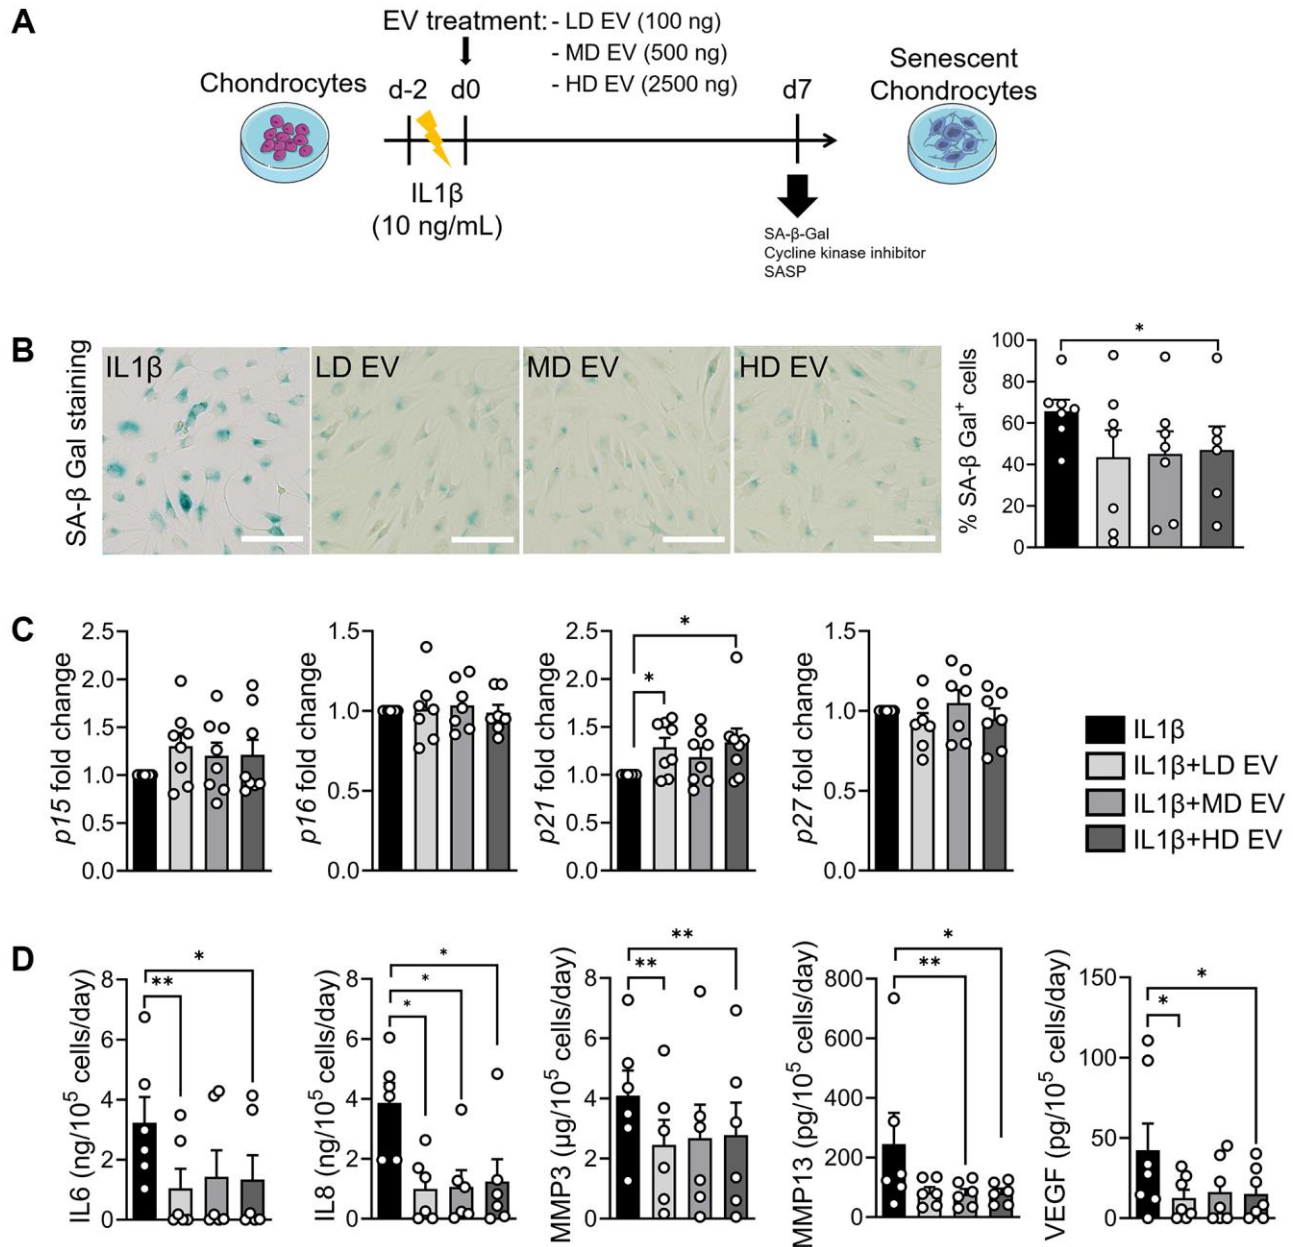 A
EV treatment: - LD EV (100 ng)
- MD EV (500 ng)
- HD EV (2500 ng)
Chondrocytes
d-2 d0
d7
Senescent
Chondrocytes
IL1β
(10 ng/mL)
SA-β-Gal
Cycline kinase inhibitor
SASP
B
SA-β Gal staining
IL1β
LD EV
MD EV
HD EV
% SA-β Gal+ cells
100
80
60
40
20
0
*
C
p15 fold change
2.5
2.0
1.5
1.0
0.5
0.0
p16 fold change
1.5
1.0
0.5
0.0
p21 fold change
2.5
2.0
1.5
1.0
0.5
0.0
*
*
p27 fold change
1.5
1.0
0.5
0.0
IL1β
IL1β+LD EV
IL1β+MD EV
IL1β+HD EV
D
IL6 (ng/10⁵ cells/day)
8
6
4
2
0
*
**
IL8 (ng/10⁵ cells/day)
8
6
4
2
0
*
*
*
MMP3 (µg/10⁵ cells/day)
8
6
4
2
0
**
**
MMP13 (pg/10⁵ cells/day)
800
600
400
200
0
*
**
VEGF (pg/10⁵ cells/day)
150
100
50
0
*
*